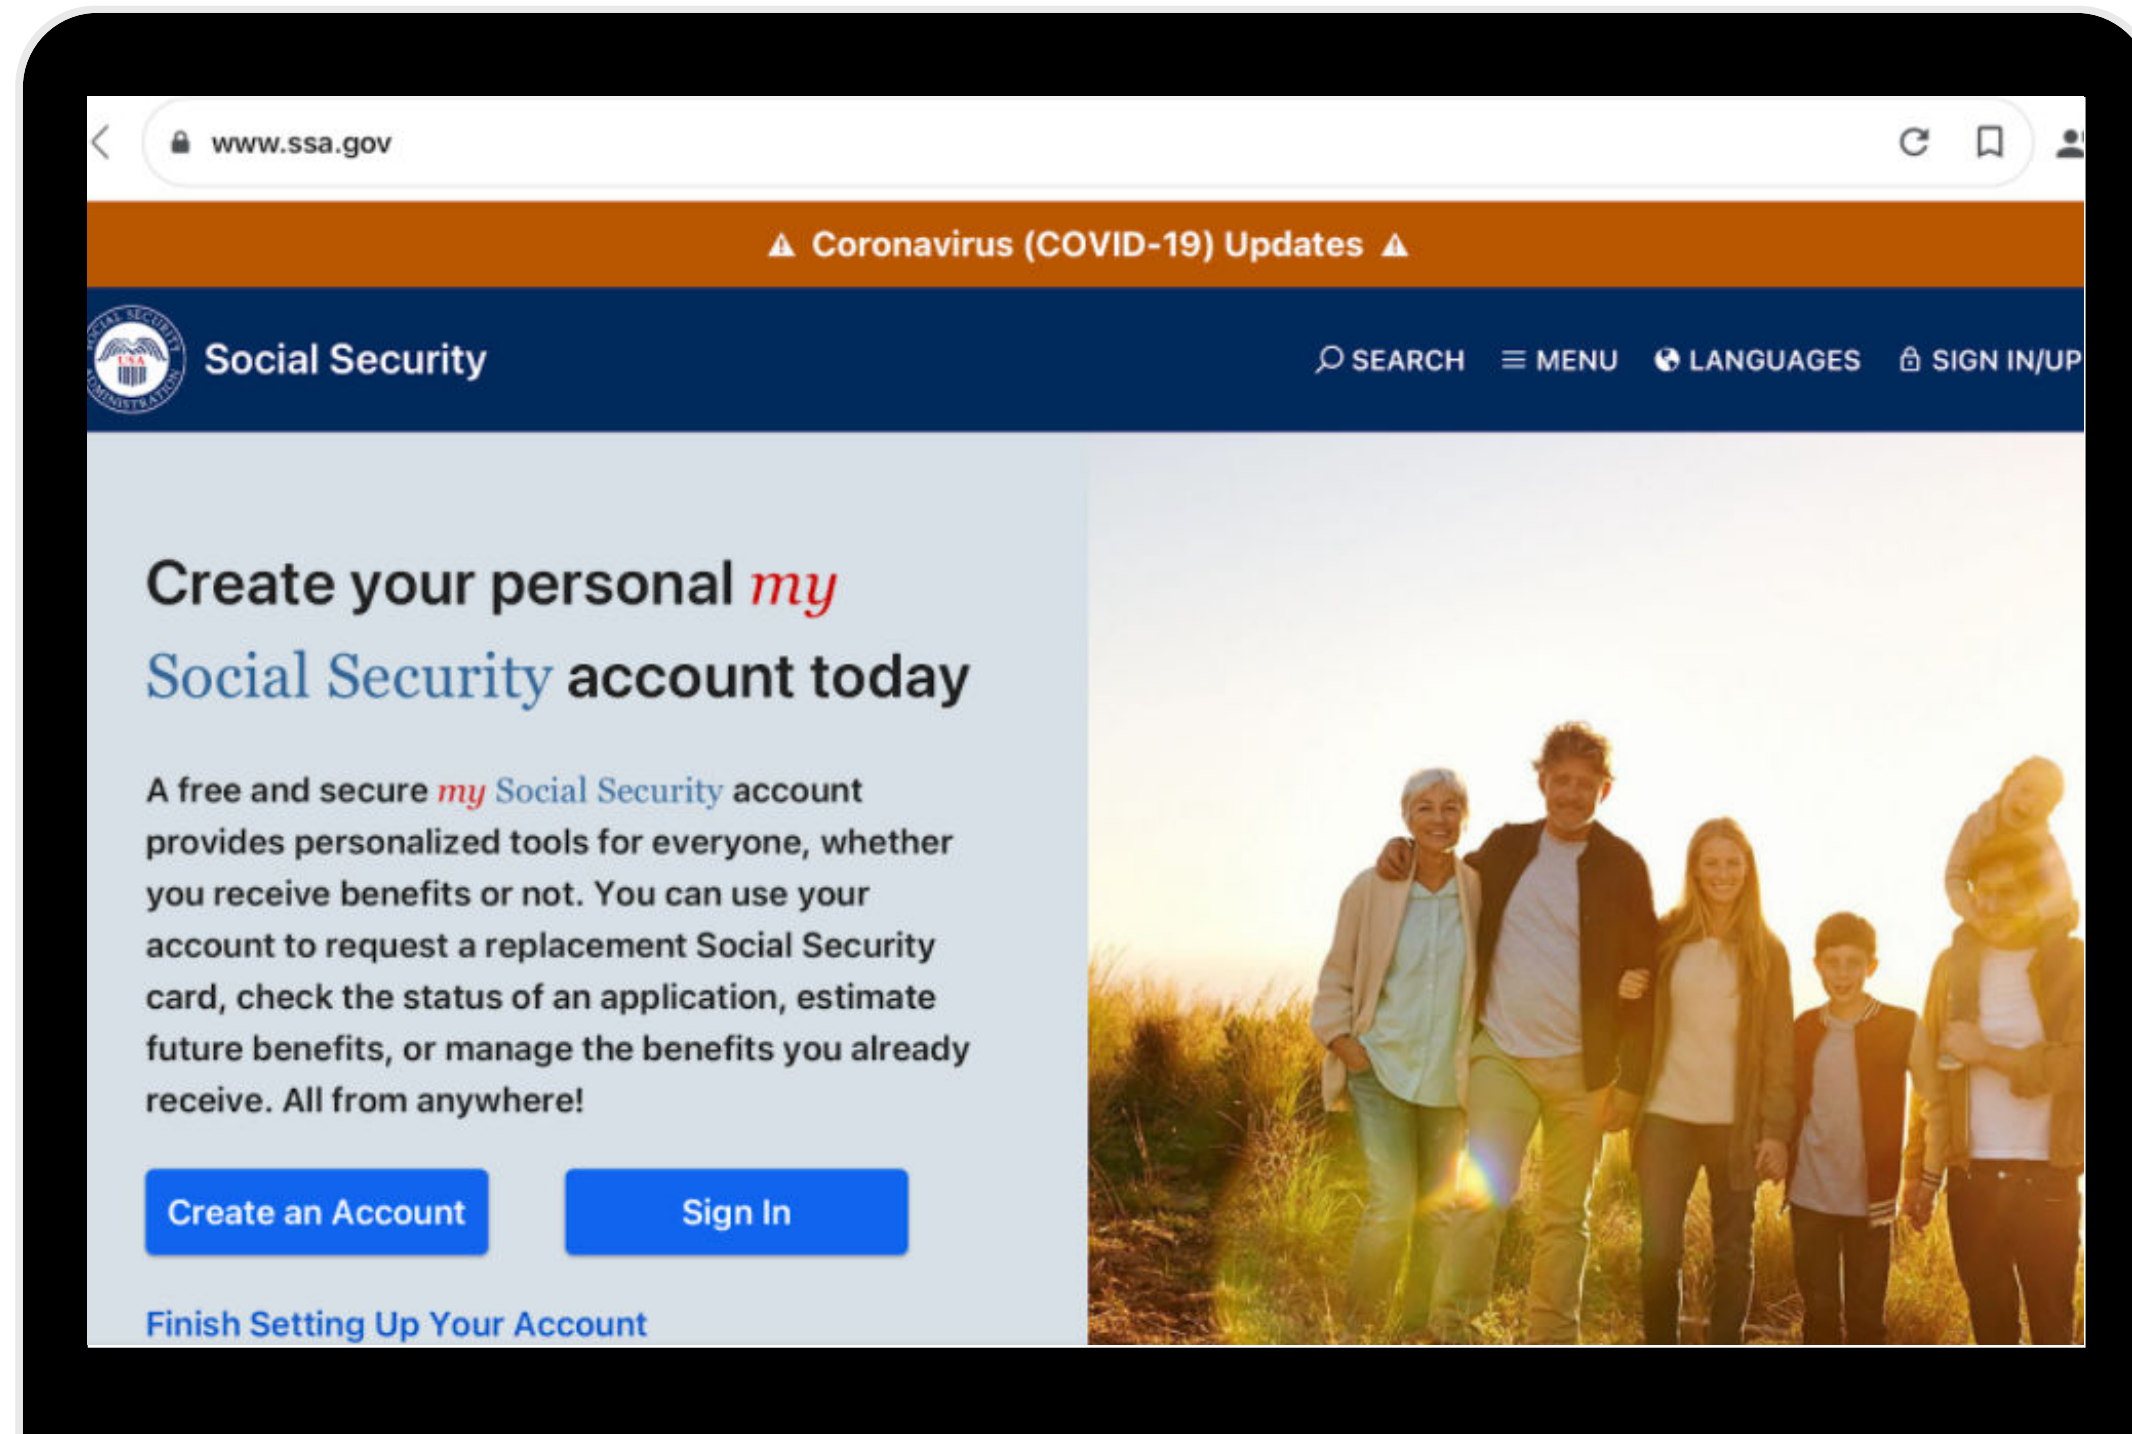 www.ssa.gov
Coronavirus (COVID-19) Updates
SOCIAL SECURITY
USA
ADMINISTRATION
Social Security
SEARCH
MENU
LANGUAGES
SIGN IN/UP
Create your personal my
Social Security account today
A free and secure my Social Security account
provides personalized tools for everyone, whether
you receive benefits or not. You can use your
account to request a replacement Social Security
card, check the status of an application, estimate
future benefits, or manage the benefits you already
receive. All from anywhere!
Create an Account
Sign In
Finish Setting Up Your Account